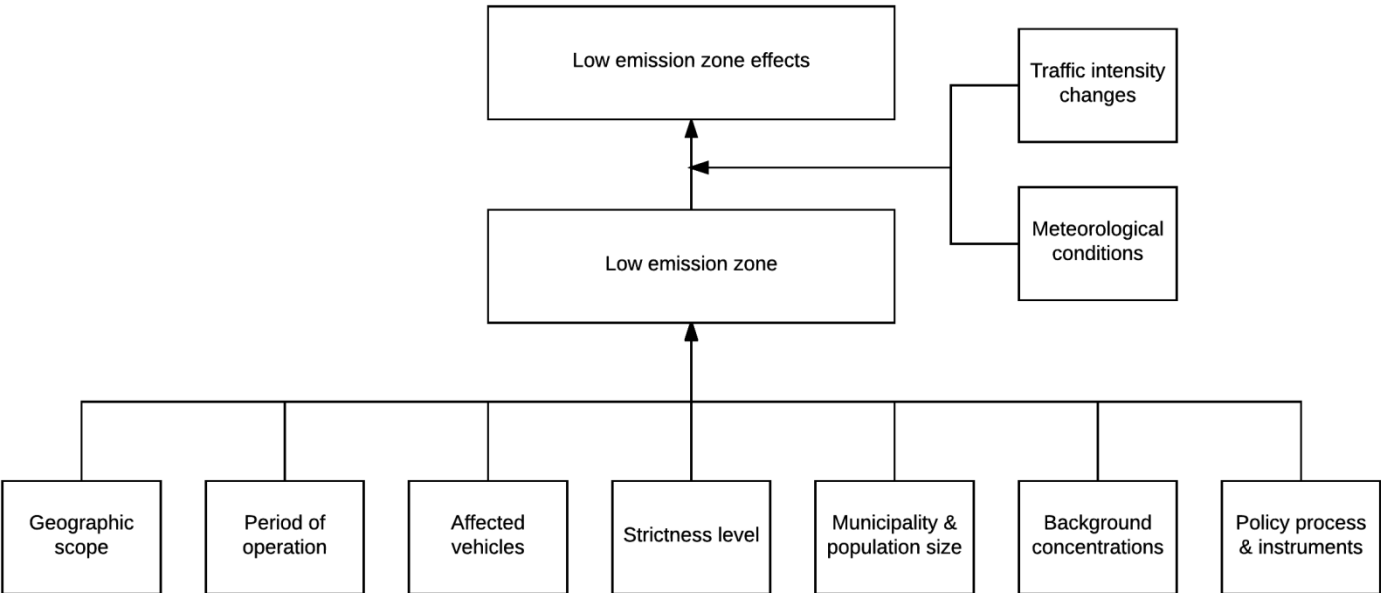 Low emission zone effects
Traffic intensity
changes
Meteorological
conditions
Low emission zone
Geographic
scope
Period of
operation
Affected
vehicles
Strictness level
Municipality &
population size
Background
concentrations
Policy process
& instruments